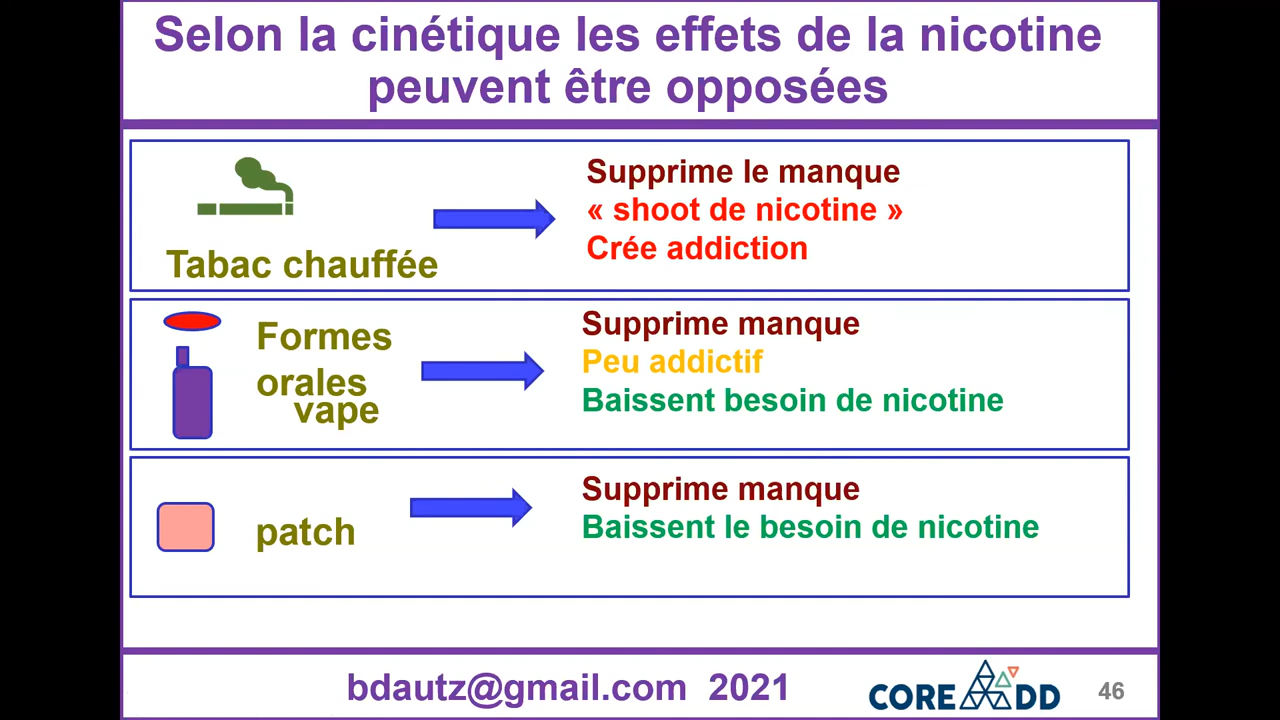 Selon la cinétique les effets de la nicotine
peuvent être opposées
Supprime le manque
« shoot de nicotine »
Crée addiction
Tabac chauffée
Formes
orales
vape
Supprime manque
Peu addictif
Baissent besoin de nicotine
patch
Supprime manque
Baissent le besoin de nicotine
bdautz@gmail.com 2021
CORE ADD
46